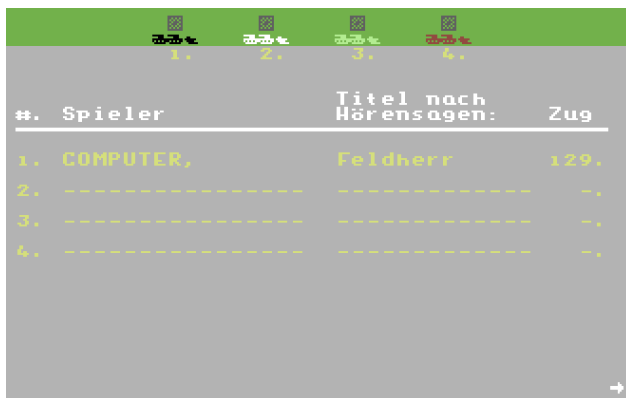 1. 2. 3. 4.
Titel nach
#. Spieler Hörensagen: Zug
1. COMPUTER, Feldherr 129.
2. ---------------- ------------- -.
3. ---------------- ------------- -.
4. ---------------- ------------- -.